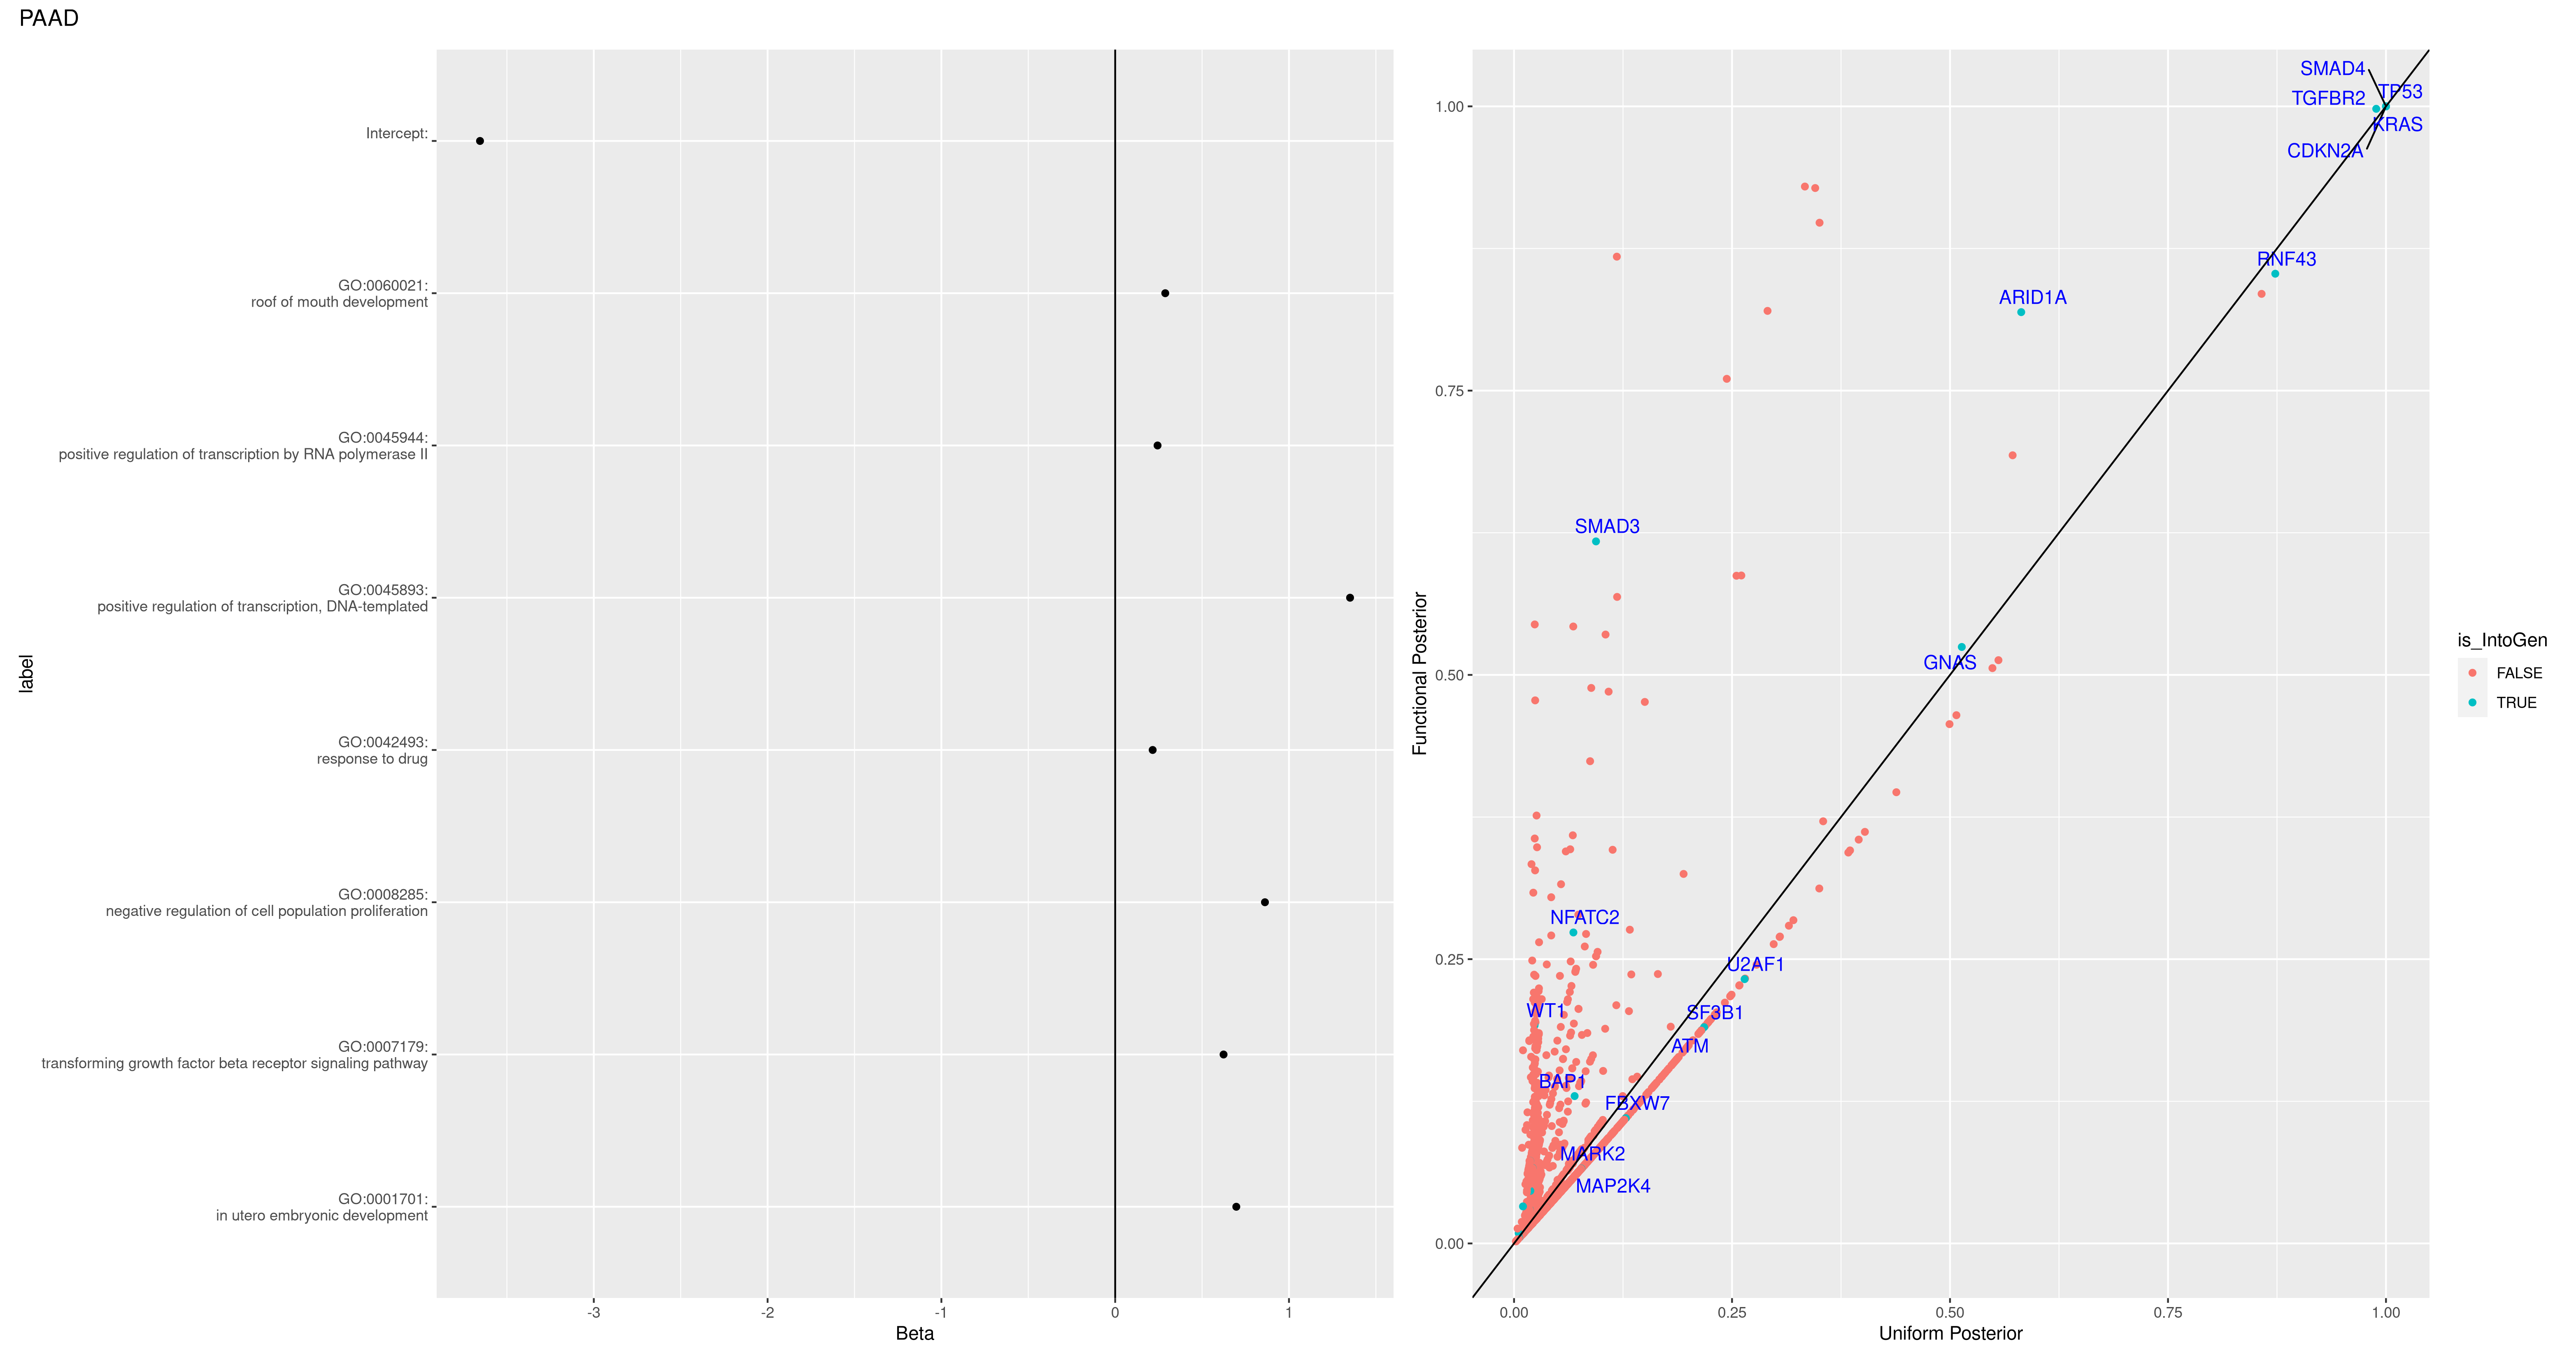 PAAD
label
Intercept:
GO:0060021:
roof of mouth development
GO:0045944:
positive regulation of transcription by RNA polymerase II
GO:0045893:
positive regulation of transcription, DNA-templated
GO:0042493:
response to drug
GO:0008285:
negative regulation of cell population proliferation
GO:0007179:
transforming growth factor beta receptor signaling pathway
GO:0001701:
in utero embryonic development
-3 -2 -1 0 1
Beta
Functional Posterior
1.00
0.75
0.50
0.25
0.00
SMAD4
TP53
TGFBR2
KRAS
CDKN2A
RNF43
ARID1A
SMAD3
GNAS
NFATC2
U2AF1
WT1
SF3B1
ATM
BAP1
FBXW7
MARK2
MAP2K4
0.00 0.25 0.50 0.75 1.00
Uniform Posterior
is_IntoGen
FALSE
TRUE